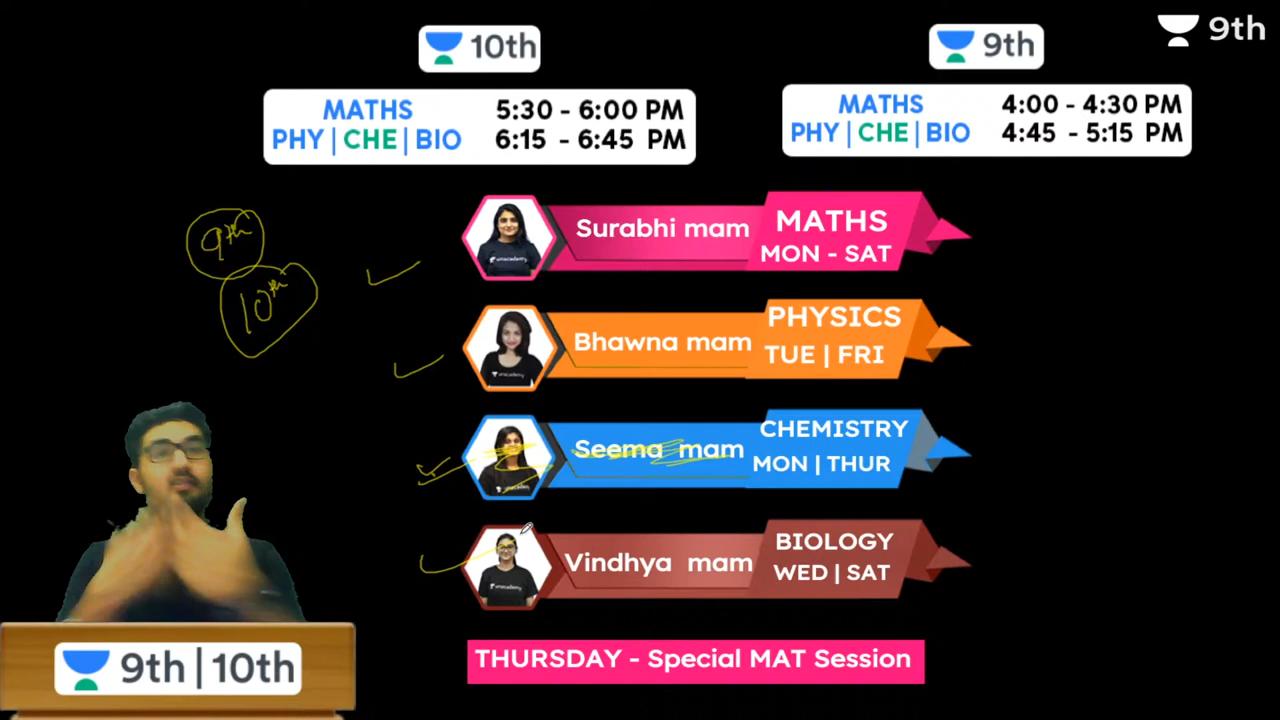 10th
9th
9th
MATHS 5:30 - 6:00 PM
PHY | CHE | BIO 6:15 - 6:45 PM
MATHS 4:00 - 4:30 PM
PHY | CHE | BIO 4:45 - 5:15 PM
9th
10th
Surabhi mam MATHS
MON - SAT
Bhawna mam PHYSICS
TUE | FRI
Seema mam CHEMISTRY
MON | THUR
Vindhya mam BIOLOGY
WED | SAT
THURSDAY - Special MAT Session
9th | 10th